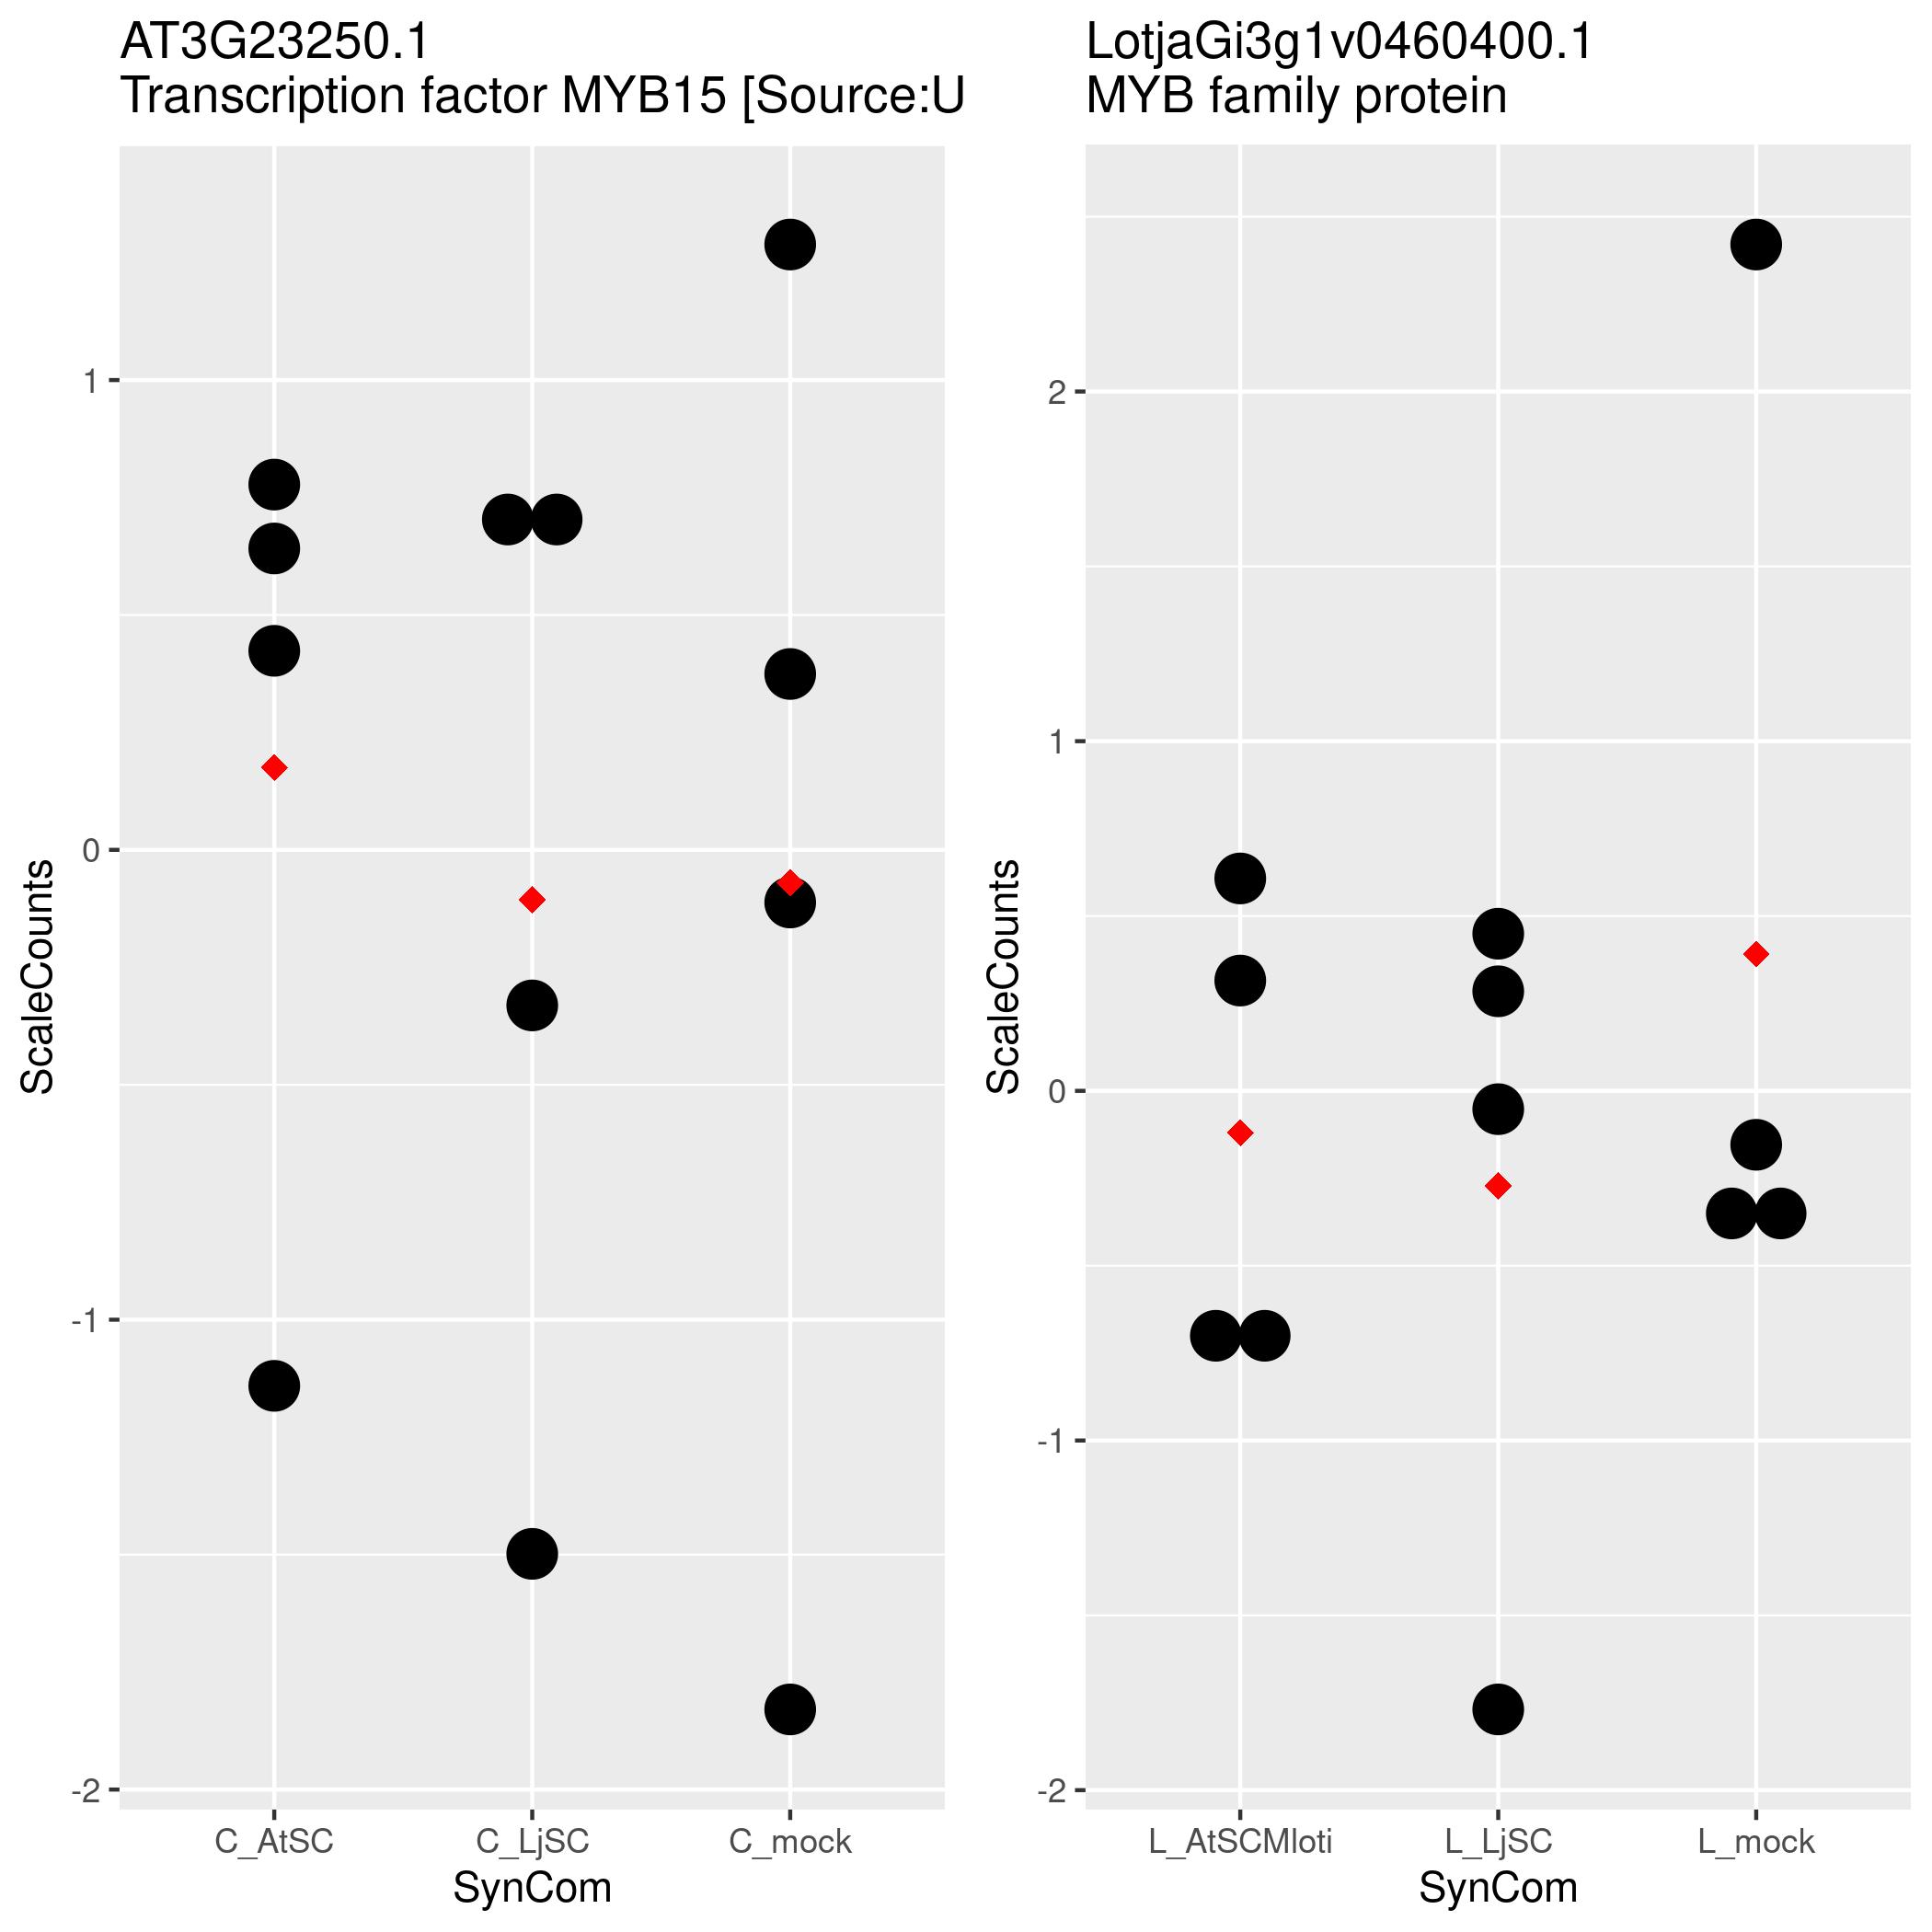 AT3G23250.1
Transcription factor MYB15 [Source:U
ScaleCounts
1
0
-1
-2
C_AtSC C_LjSC C_mock
SynCom
LotjaGi3g1v0460400.1
MYB family protein
ScaleCounts
2
1
0
-1
-2
L_AtSCMloti L_LjSC L_mock
SynCom